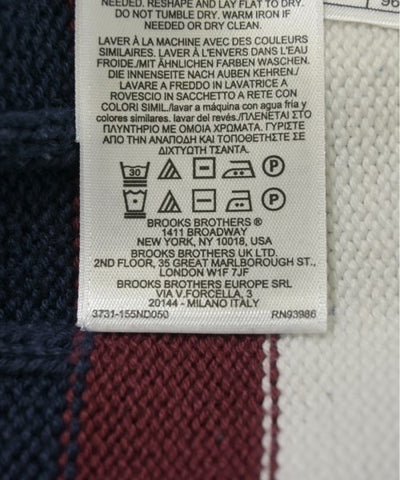 NEEDED. RESHAPE AND LAY FLAT TO DRY.
DO NOT TUMBLE DRY. WARM IRON IF
NEEDED OR DRY CLEAN.
LAVER À LA MACHINE AVEC DES COULEURS
SIMILAIRES. LAVER À L'ENVERS DANS L'EAU
FROIDE./MIT ÄHNLICHEN FARBEN WASCHEN.
DIE INNENSEITE NACH AUßEN KEHREN./
LAVARE A FREDDO IN LAVATRICE A
ROVESCIO IN SACCHETTO A RETE CON
COLORI SIMIL./lavar a máquina con agua fría y
colores similares. lavar del revés./ΠΛΕΝΕΤΑΙ ΣΤΟ
ΠΛΥΝΤΗΡΙΟ ΜΕ ΟΜΟΙΑ ΧΡΩΜΑΤΑ. ΓΥΡΙΣΤΕ
ΑΠΟ ΤΗΝ ΑΝΑΠΟΔΗ ΚΑΙ ΤΟΠΟΘΕΤΗΣΤΕ ΣΕ
ΔΙΧΤΥΩΤΗ ΤΣΑΝΤΑ.
30 P
P
BROOKS BROTHERS ®
1411 BROADWAY
NEW YORK, NY 10018, USA
BROOKS BROTHERS UK LTD.
2ND FLOOR, 35 GREAT MARLBOROUGH ST.,
LONDON W1F 7JF
BROOKS BROTHERS EUROPE SRL
VIA V.FORCELLA, 3
20144 - MILANO ITALY
3731-155ND050 RN93986